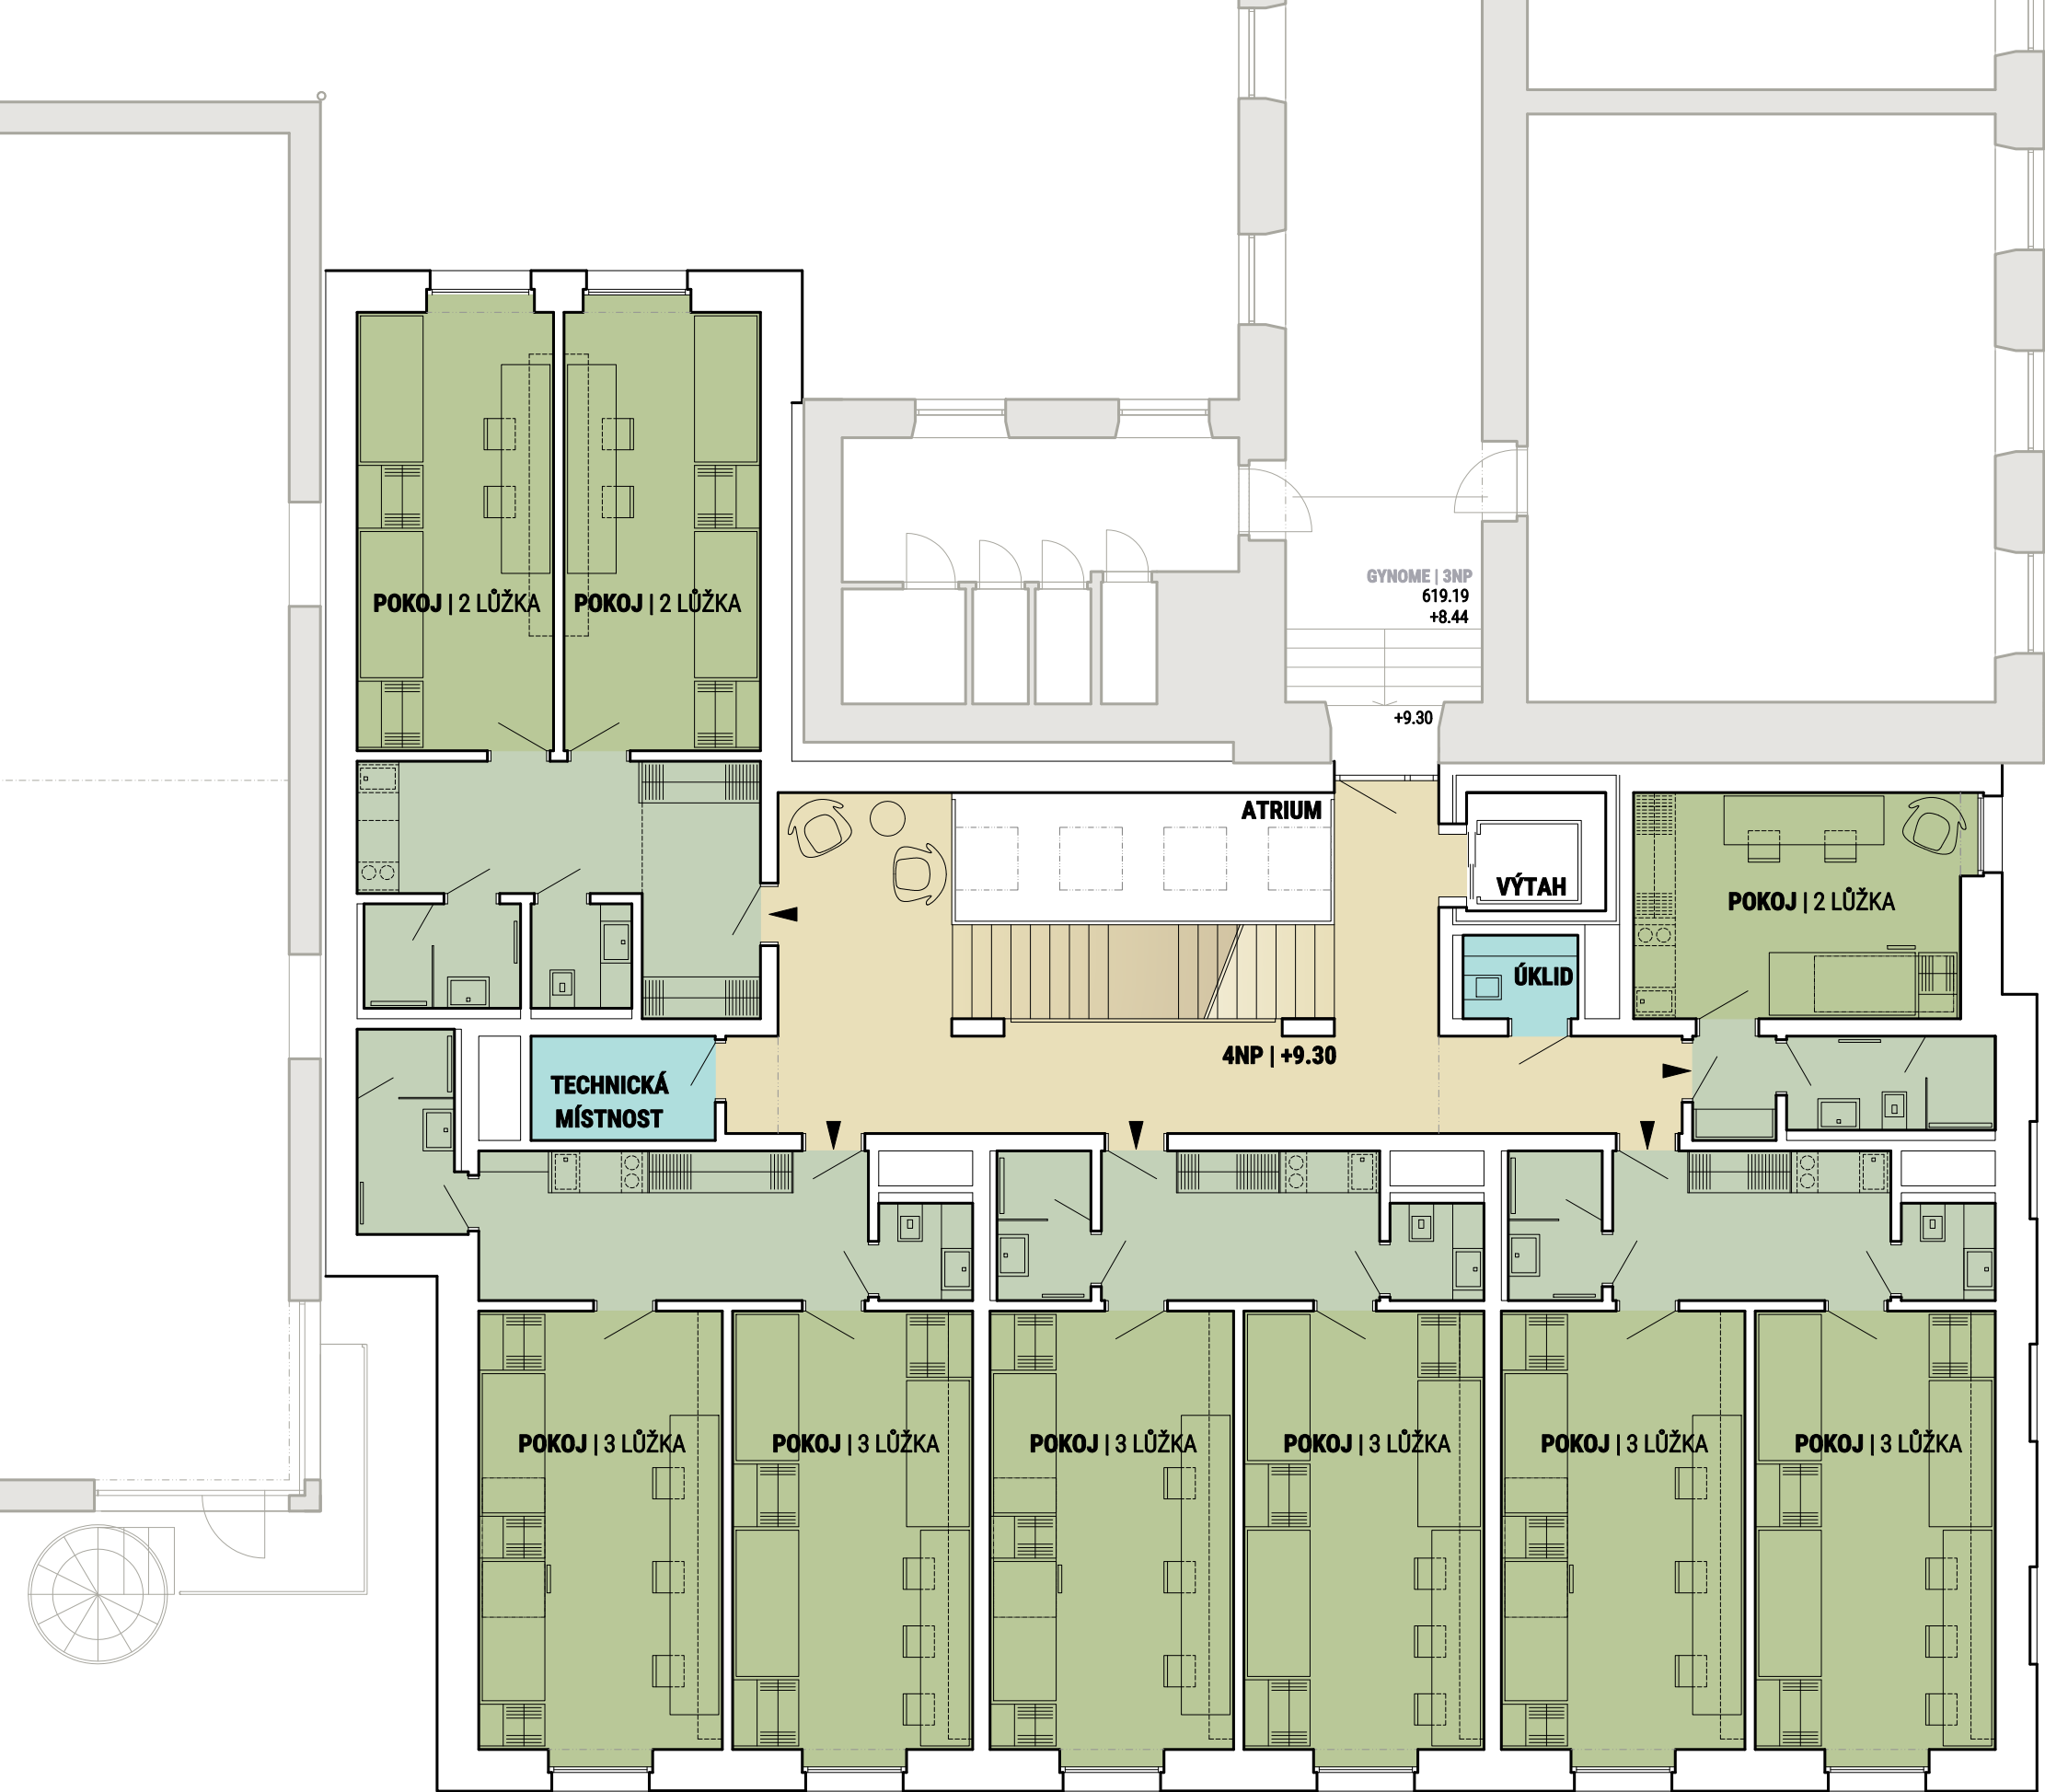 GYNOME | 3NP
619.19
+8.44
POKOJ | 2 LŮŽKA
POKOJ | 2 LŮŽKA
+9.30
ATRIUM
VÝTAH
POKOJ | 2 LŮŽKA
ÚKLID
4NP | +9.30
TECHNICKÁ
MÍSTNOST
POKOJ | 3 LŮŽKA
POKOJ | 3 LŮŽKA
POKOJ | 3 LŮŽKA
POKOJ | 3 LŮŽKA
POKOJ | 3 LŮŽKA
POKOJ | 3 LŮŽKA